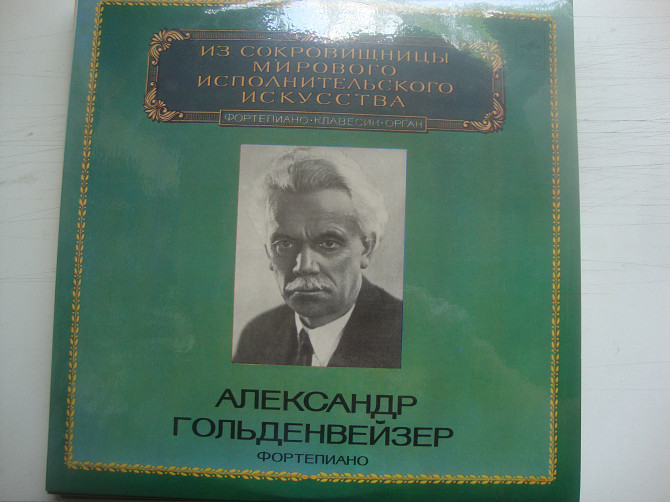 ИЗ СОКРОВИЩНИЦЫ
МИРОВОГО
ИСПОЛНИТЕЛЬСКОГО
ИСКУССТВА
ФОРТЕПИАНО • КЛАВЕСИН • ОРГАН
АЛЕКСАНДР
ГОЛЬДЕНВЕЙЗЕР
ФОРТЕПИАНО